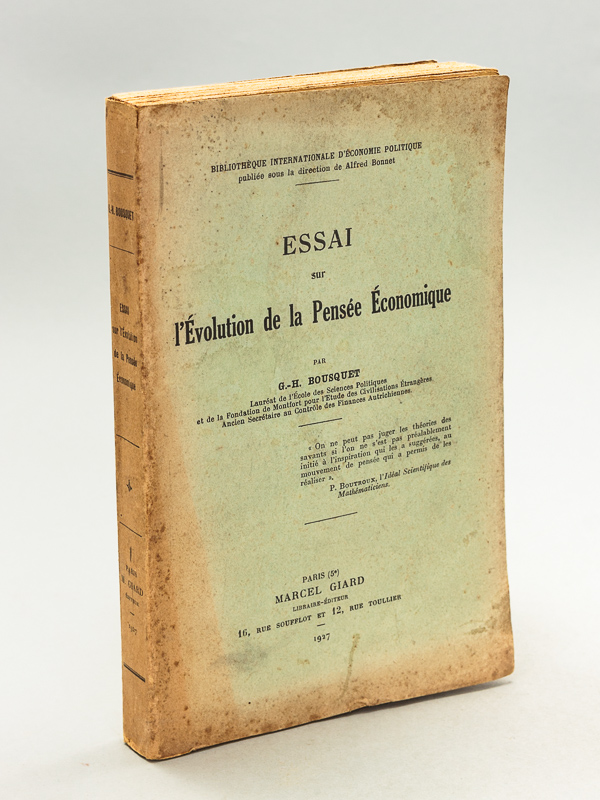 BIBLIOTHÈQUE INTERNATIONALE D'ÉCONOMIE POLITIQUE
publiée sous la direction de Alfred Bonnet
ESSAI
sur
l'Évolution de la Pensée Économique
PAR
G.-H. BOUSQUET
Lauréat de l'École des Sciences Politiques
et de la Fondation de Montfort pour l'Etude des Civilisations Étrangères
Ancien Secrétaire au Contrôle des Finances Autrichiennes.
« On ne peut pas juger les théories des
savants si l'on ne s'est pas préalablement
initié à l'inspiration qui les a suggérées, au
mouvement de pensée qui a permis de les
réaliser ».
P. BOUTROUX, l'Idéal Scientifique des
Mathématiciens.
PARIS (5e)
MARCEL GIARD
LIBRAIRE-ÉDITEUR
16, RUE SOUFFLOT ET 12, RUE TOULLIER
1927
-H. BOUSQUET
ESSAI
sur l'Évolution
de la Pensée
Économique
PARIS
M. GIARD
1927